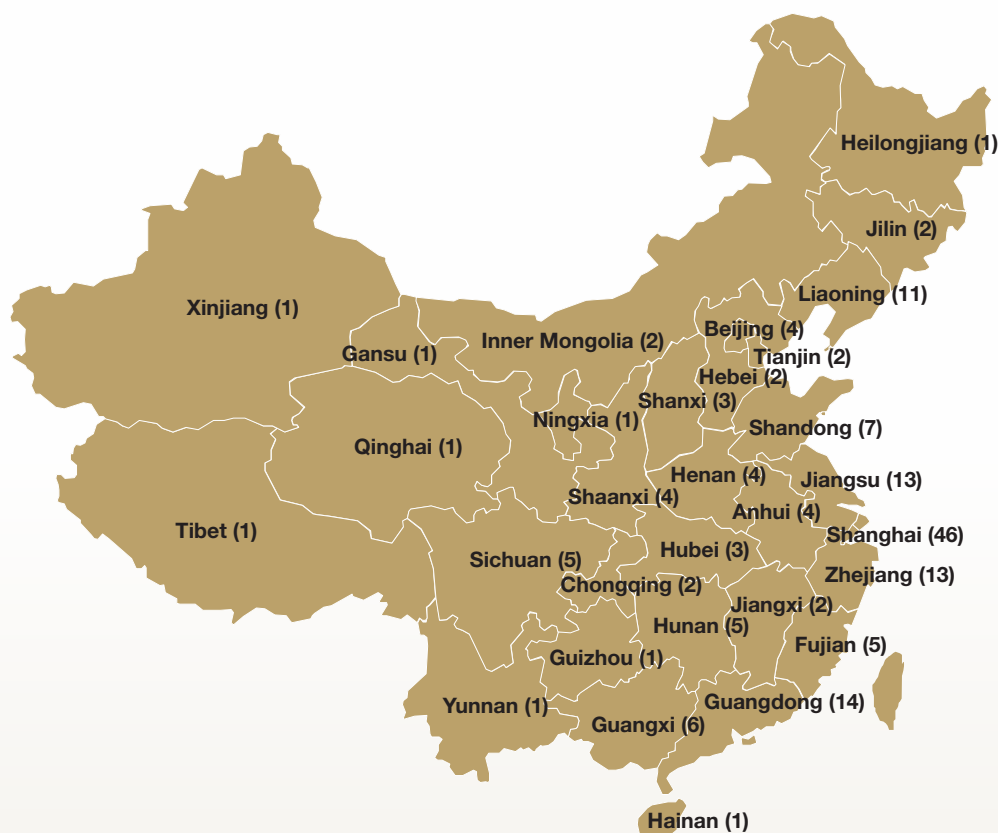 Heilongjiang (1)
Jilin (2)
Liaoning (11)
Xinjiang (1)
Beijing (4)
Inner Mongolia (2)
Gansu (1)
Tianjin (2)
Hebei (2)
Shanxi (3)
Ningxia (1)
Shandong (7)
Qinghai (1)
Henan (4)
Jiangsu (13)
Shaanxi (4)
Anhui (4)
Tibet (1)
Shanghai (46)
Hubei (3)
Sichuan (5)
Zhejiang (13)
Chongqing (2)
Jiangxi (2)
Hunan (5)
Fujian (5)
Guizhou (1)
Guangdong (14)
Yunnan (1)
Guangxi (6)
Hainan (1)